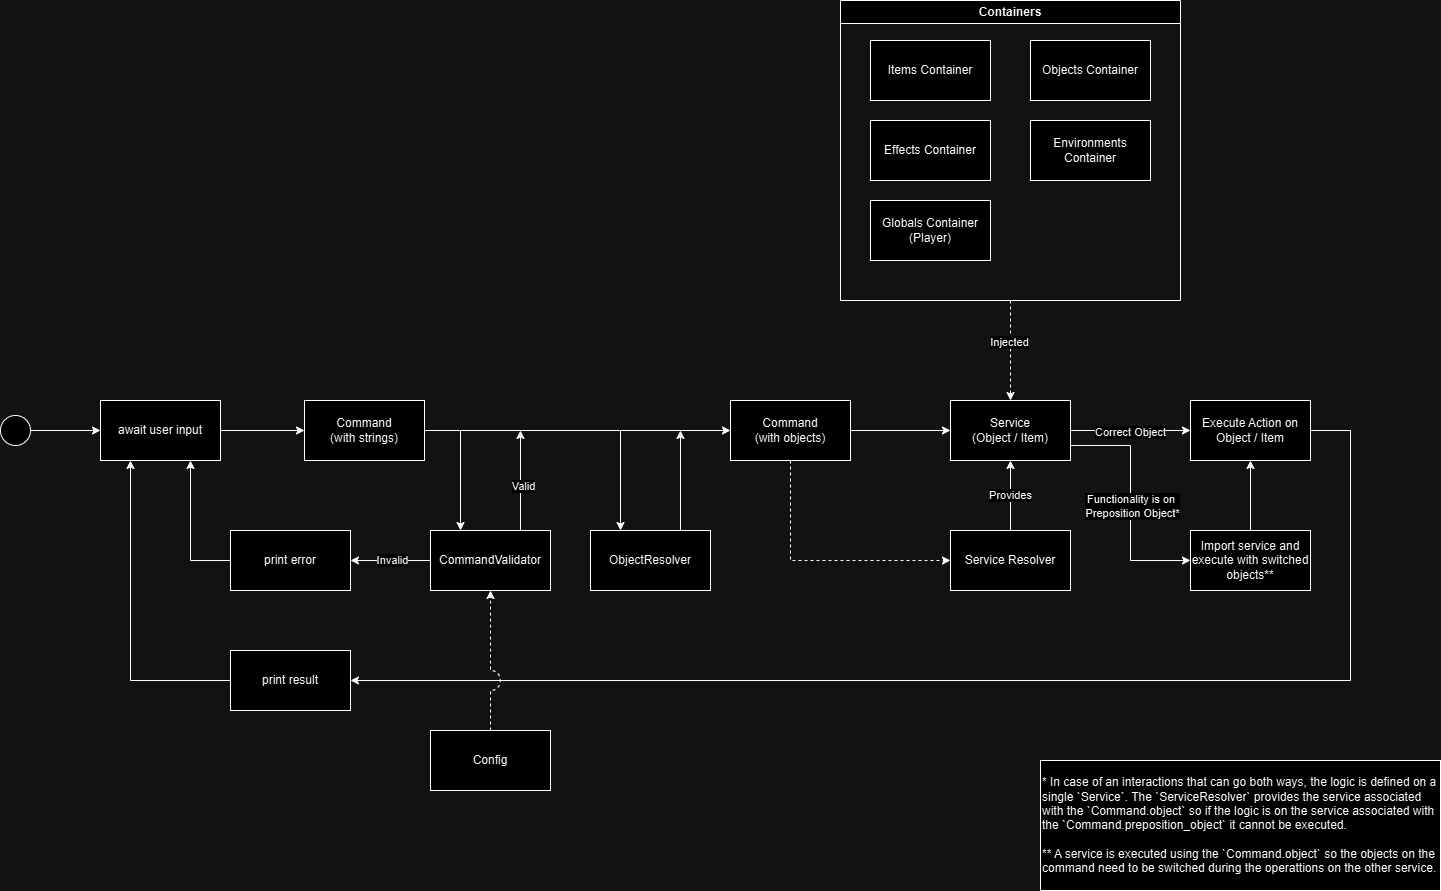 Containers
Items Container
Objects Container
Effects Container
Environments
Container
Globals Container
(Player)
Injected
await user input
Command
(with strings)
Command
(with objects)
Service
(Object / Item)
Correct Object
Execute Action on
Object / Item
Valid
Provides
Functionality is on
Preposition Object*
print error
Invalid
CommandValidator
ObjectResolver
Service Resolver
Import service and
execute with switched
objects**
print result
Config
* In case of an interactions that can go both ways, the logic is defined on a
single `Service`. The `ServiceResolver` provides the service associated
with the `Command.object` so if the logic is on the service associated with
the `Command.preposition_object` it cannot be executed.
** A service is executed using the `Command.object` so the objects on the
command need to be switched during the operattions on the other service.